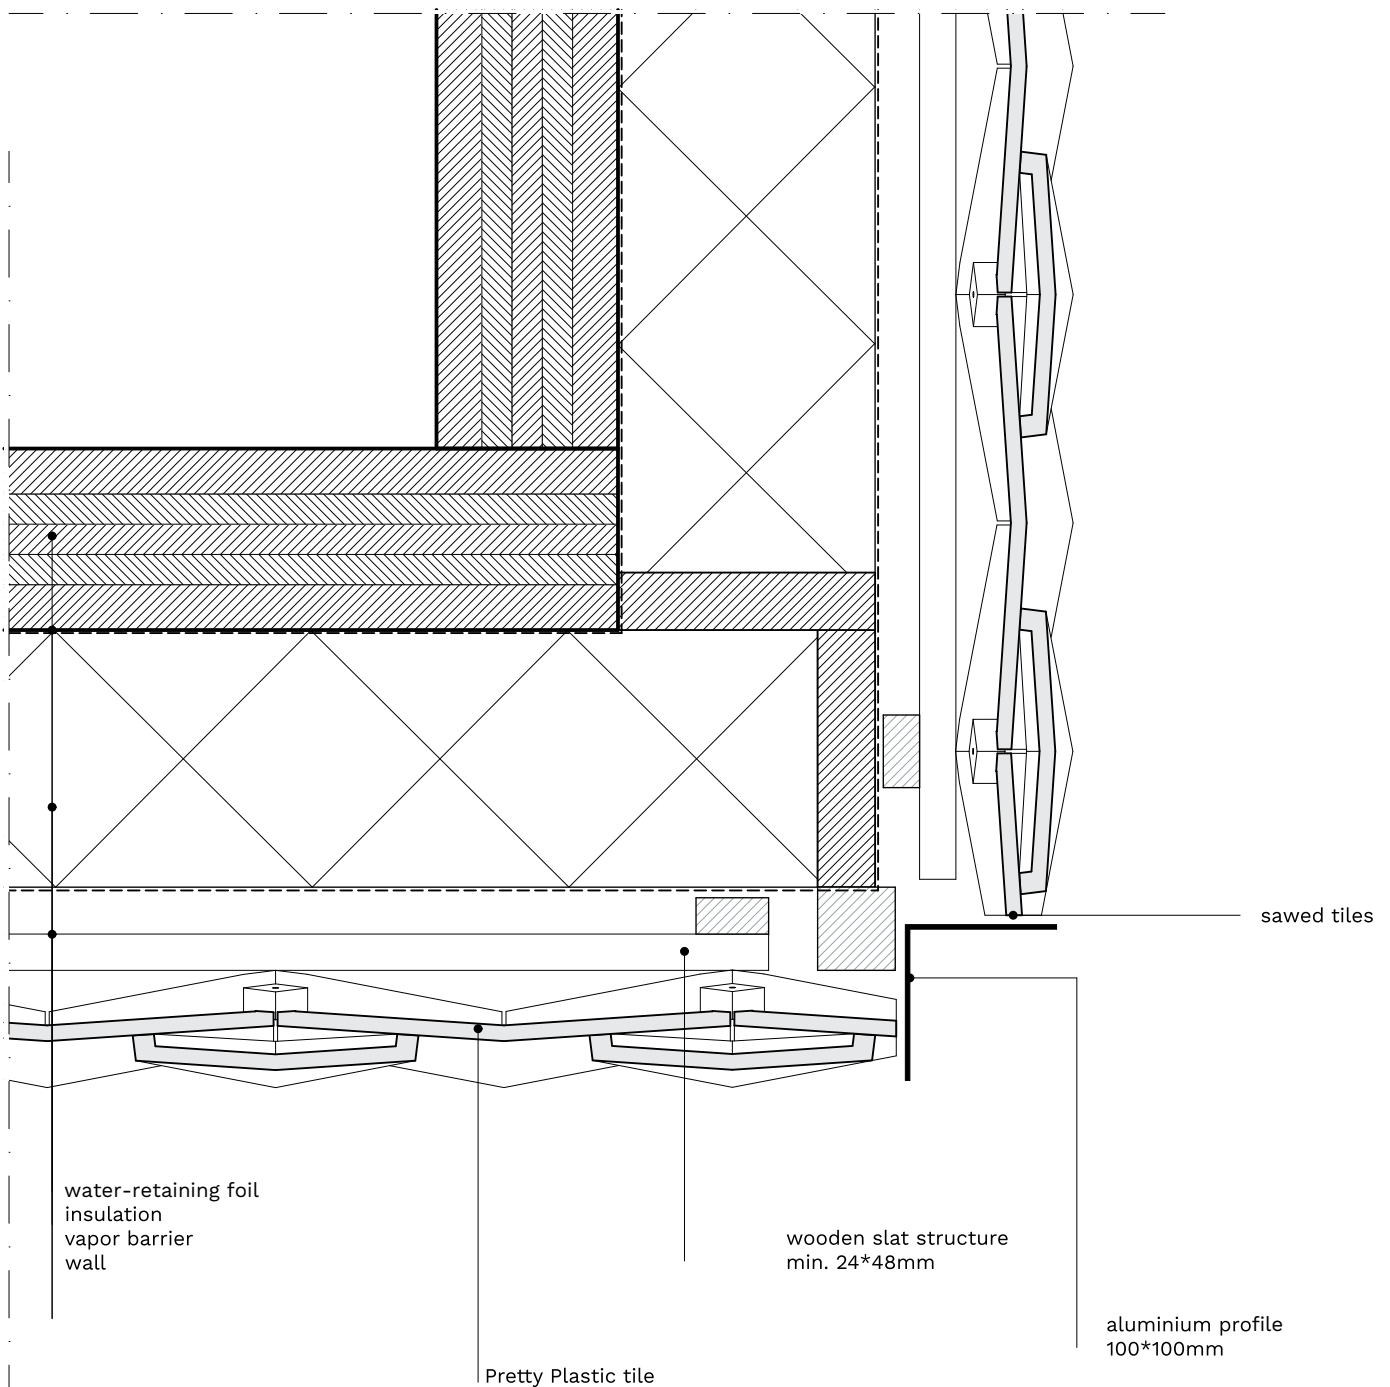 sawed tiles
water-retaining foil
insulation
vapor barrier
wall
wooden slat structure
min. 24*48mm
aluminium profile
100*100mm
Pretty Plastic tile